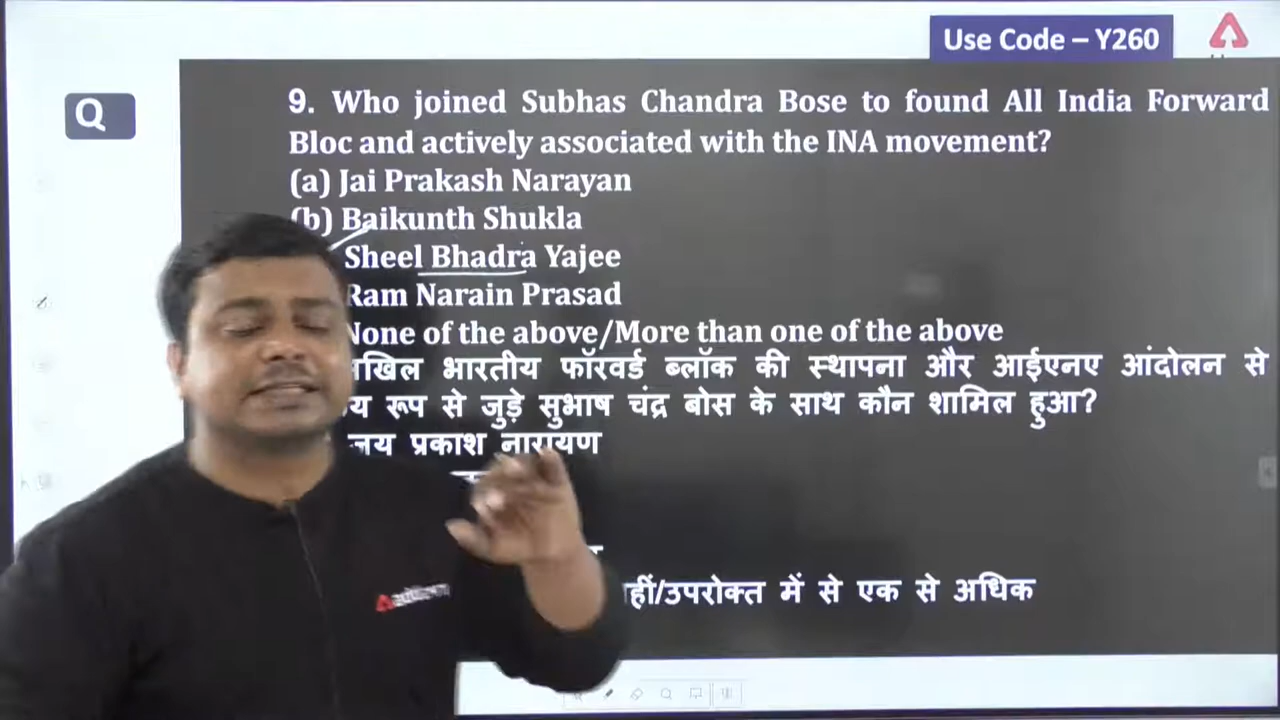 Use Code – Y260
Q
9. Who joined Subhas Chandra Bose to found All India Forward
Bloc and actively associated with the INA movement?
(a) Jai Prakash Narayan
(b) Baikunth Shukla
Sheel Bhadra Yajee
Ram Narain Prasad
None of the above/More than one of the above
भारतीय फॉरवर्ड ब्लॉक की स्थापना और आईएनए आंदोलन से
रूप से जुड़े सुभाष चंद्र बोस के साथ कौन शामिल हुआ?
जय प्रकाश नारायण
उपरोक्त में से एक से अधिक